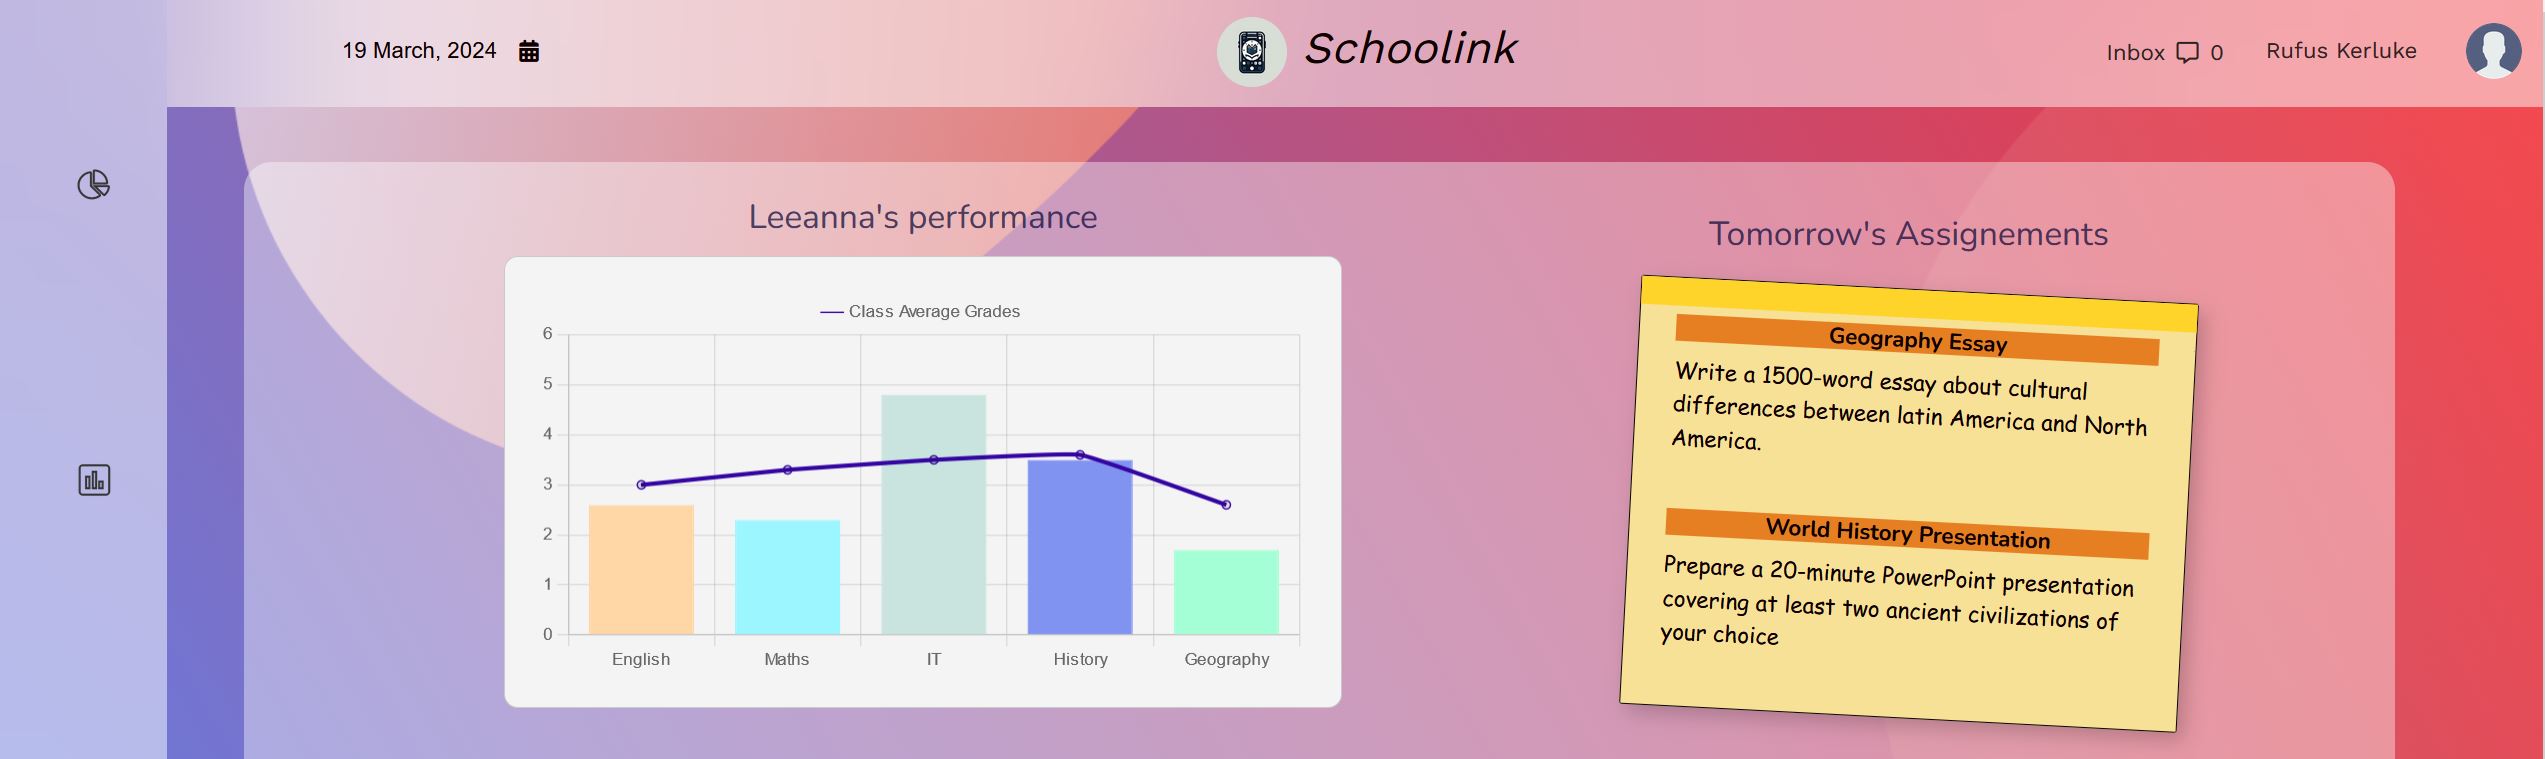 19 March, 2024
Schoolink
Inbox 0
Rufus Kerluke
Leeanna's performance
Class Average Grades
6
5
4
3
2
1
0
English Maths IT History Geography
Tomorrow's Assignements
Geography Essay
Write a 1500-word essay about cultural
differences between latin America and North
America.
World History Presentation
Prepare a 20-minute PowerPoint presentation
covering at least two ancient civilizations of
your choice